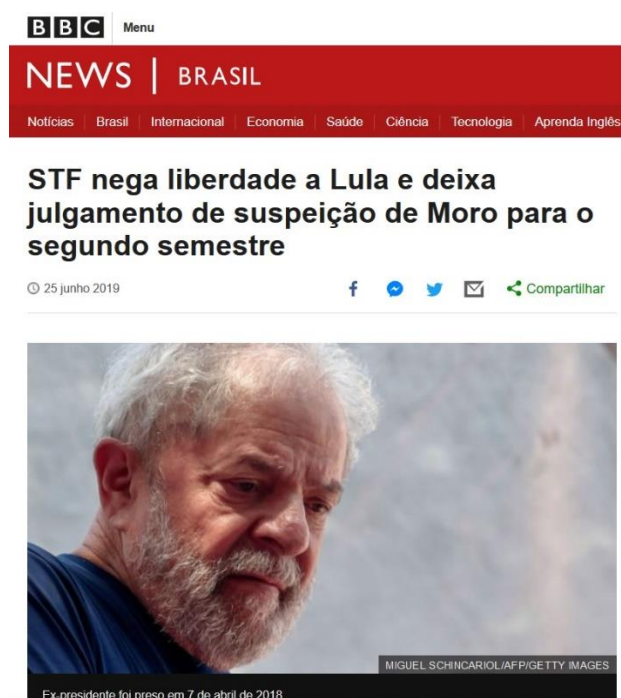 BBC Menu
NEWS | BRASIL
Notícias Brasil Internacional Economia Saúde Ciência Tecnologia Aprenda Inglês
STF nega liberdade a Lula e deixa
julgamento de suspeição de Moro para o
segundo semestre
25 junho 2019 Compartilhar
MIGUEL SCHINCARIOL/AFP/GETTY IMAGES
Ex-presidente foi preso em 7 de abril de 2018